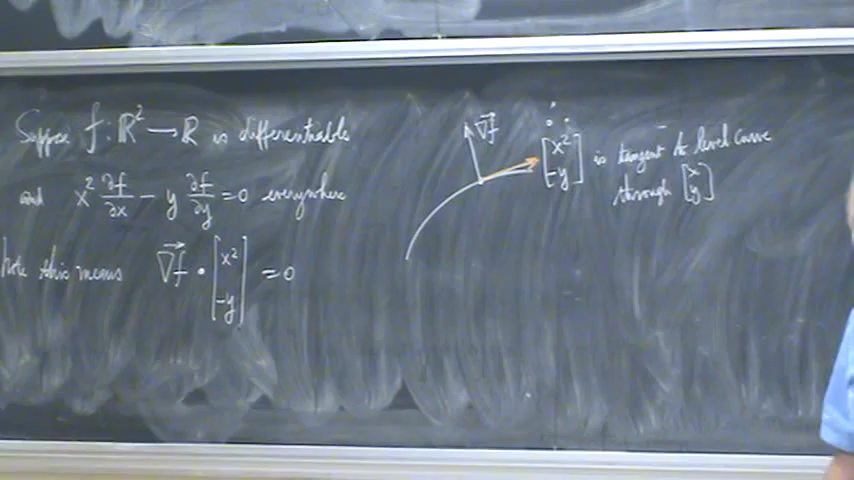 Suppose f : ℝ² → ℝ is differentiable
and x² ∂f/∂x − y ∂f/∂y = 0 everywhere
Note this means ∇⃗f • [x² −y] = 0
∇⃗f
∴ [x² −y] is tangent to level curve
through [x y]